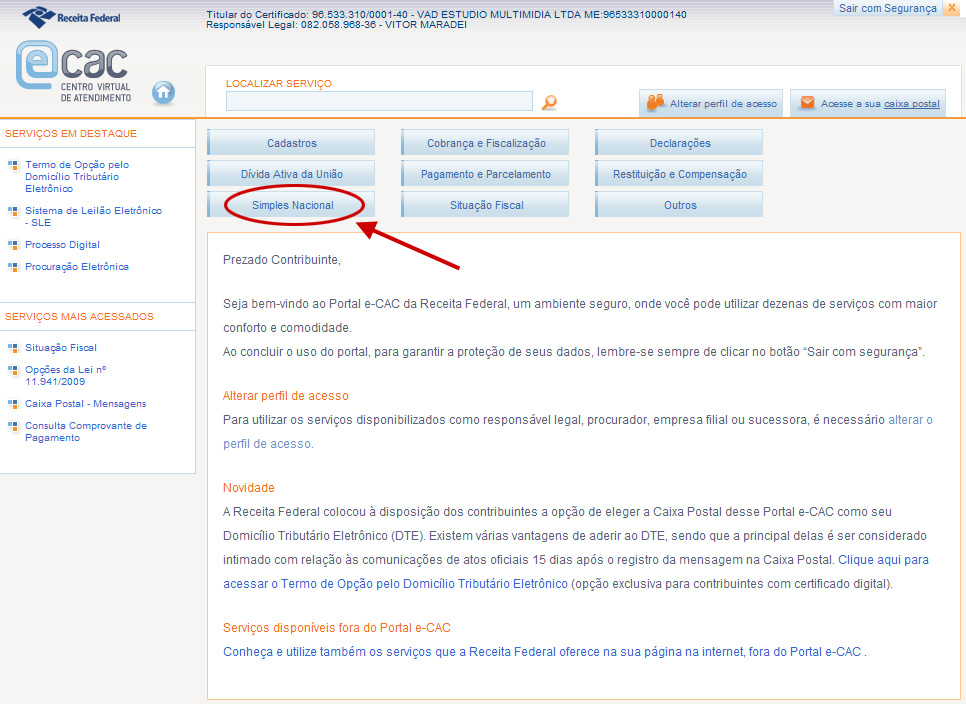 Receita Federal
Titular do Certificado: 96.533.310/0001-40 - VAD ESTUDIO MULTIMIDIA LTDA ME:96533310000140
Responsável Legal: 082.058.968-36 - VITOR MARADEI
Sair com Segurança X
e cac
CENTRO VIRTUAL
DE ATENDIMENTO
LOCALIZAR SERVIÇO
Alterar perfil de acesso
Acesse a sua caixa postal
SERVIÇOS EM DESTAQUE
Termo de Opção pelo
Domicílio Tributário
Eletrônico
Sistema de Leilão Eletrônico
- SLE
Processo Digital
Procuração Eletrônica
SERVIÇOS MAIS ACESSADOS
Situação Fiscal
Opções da Lei nº
11.941/2009
Caixa Postal - Mensagens
Consulta Comprovante de
Pagamento
Cadastros
Cobrança e Fiscalização
Declarações
Dívida Ativa da União
Pagamento e Parcelamento
Restituição e Compensação
Simples Nacional
Situação Fiscal
Outros
Prezado Contribuinte,
Seja bem-vindo ao Portal e-CAC da Receita Federal, um ambiente seguro, onde você pode utilizar dezenas de serviços com maior
conforto e comodidade.
Ao concluir o uso do portal, para garantir a proteção de seus dados, lembre-se sempre de clicar no botão “Sair com segurança”.
Alterar perfil de acesso
Para utilizar os serviços disponibilizados como responsável legal, procurador, empresa filial ou sucessora, é necessário alterar o
perfil de acesso.
Novidade
A Receita Federal colocou à disposição dos contribuintes a opção de eleger a Caixa Postal desse Portal e-CAC como seu
Domicílio Tributário Eletrônico (DTE). Existem várias vantagens de aderir ao DTE, sendo que a principal delas é ser considerado
intimado com relação às comunicações de atos oficiais 15 dias após o registro da mensagem na Caixa Postal. Clique aqui para
acessar o Termo de Opção pelo Domicílio Tributário Eletrônico (opção exclusiva para contribuintes com certificado digital).
Serviços disponíveis fora do Portal e-CAC
Conheça e utilize também os serviços que a Receita Federal oferece na sua página na internet, fora do Portal e-CAC .